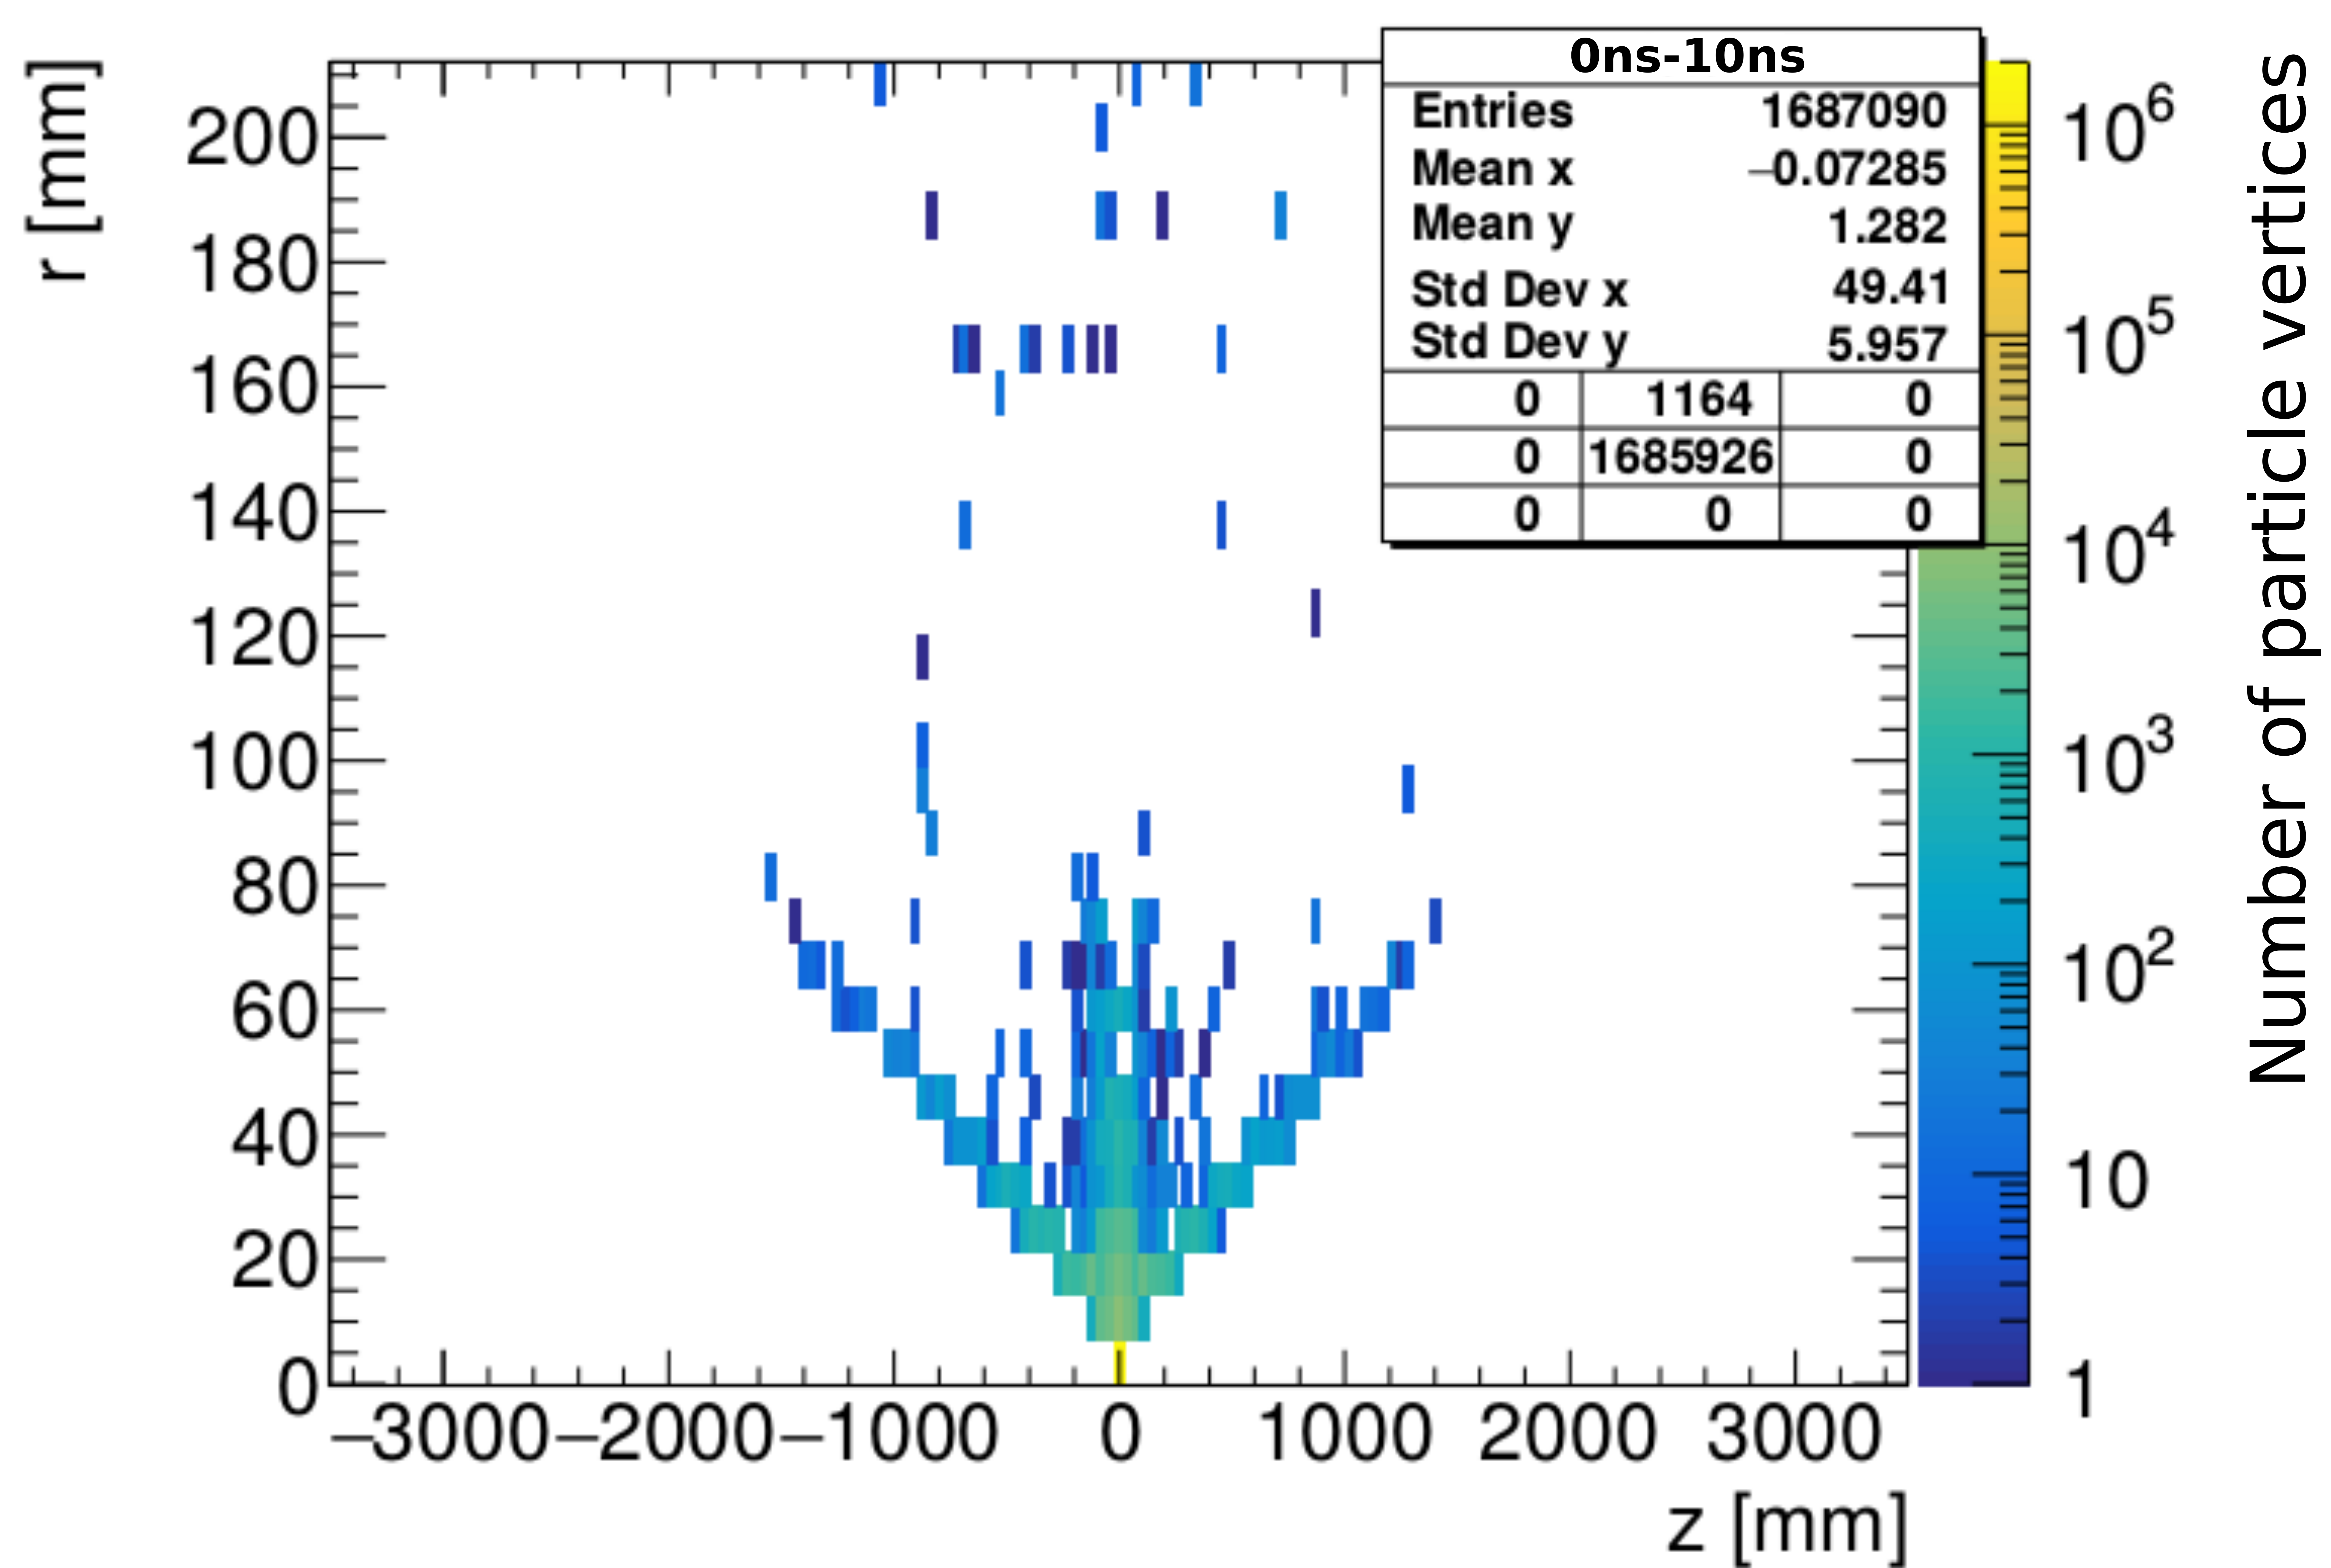 r [mm]
0ns-10ns
Entries 1687090
Mean x −0.07285
Mean y 1.282
Std Dev x 49.41
Std Dev y 5.957
0 1164 0
0 1685926 0
0 0 0
200
180
160
140
120
100
80
60
40
20
0
−3000 −2000 −1000 0 1000 2000 3000
z [mm]
10^6
10^5
10^4
10^3
10^2
10
1
Number of particle vertices